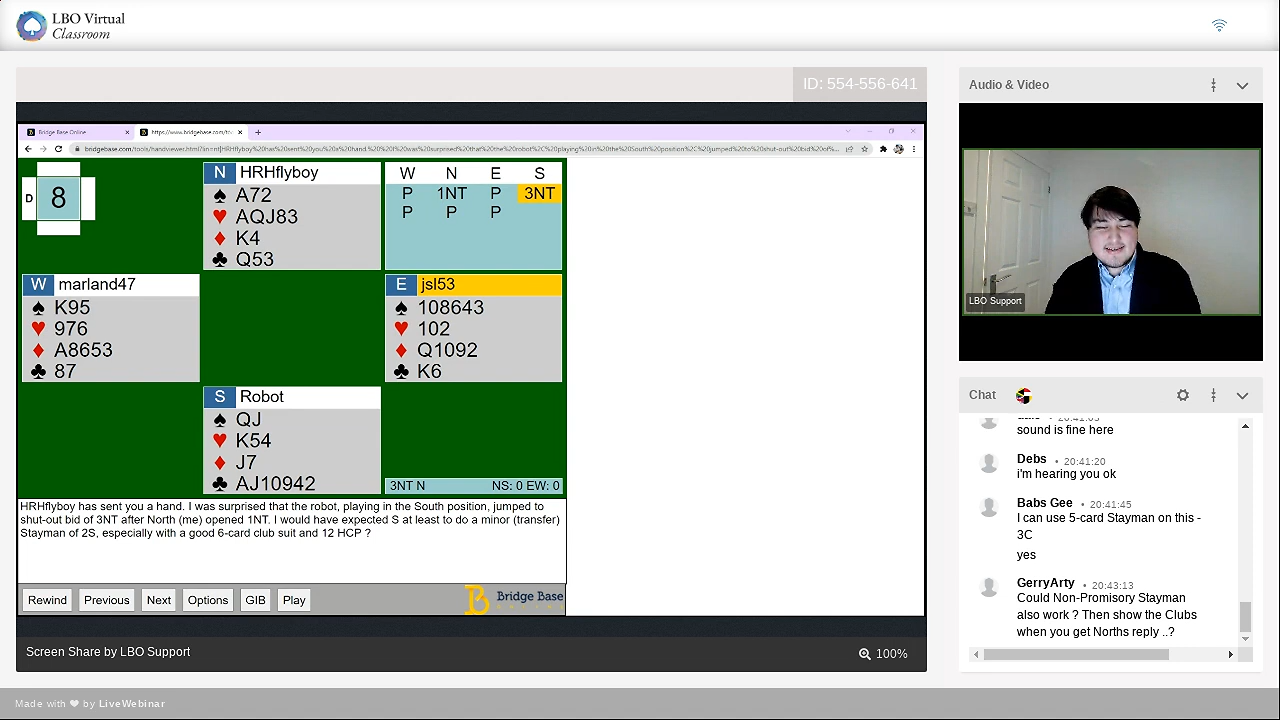 LBO Virtual
Classroom
ID: 554-556-641
Bridge Base Online
https://www.bridgebase.com/to
D
8
N HRHflyboy
♠ A72
♥ AQJ83
♦ K4
♣ Q53
W N E S
P 1NT P 3NT
P P P
W marland47
♠ K95
♥ 976
♦ A8653
♣ 87
E jsl53
♠ 108643
♥ 102
♦ Q1092
♣ K6
S Robot
♠ QJ
♥ K54
♦ J7
♣ AJ10942
3NT N NS: 0 EW: 0
HRHflyboy has sent you a hand. I was surprised that the robot, playing in the South position, jumped to
shut-out bid of 3NT after North (me) opened 1NT. I would have expected S at least to do a minor (transfer)
Stayman of 2S, especially with a good 6-card club suit and 12 HCP ?
Rewind Previous Next Options GIB Play
B Bridge Base
Screen Share by LBO Support
100%
Audio & Video
LBO Support
Chat
sound is fine here
Debs • 20:41:20
i'm hearing you ok
Babs Gee • 20:41:45
I can use 5-card Stayman on this -
3C
yes
GerryArty • 20:43:13
Could Non-Promisory Stayman
also work ? Then show the Clubs
when you get Norths reply ..?
Made with ❤ by LiveWebinar